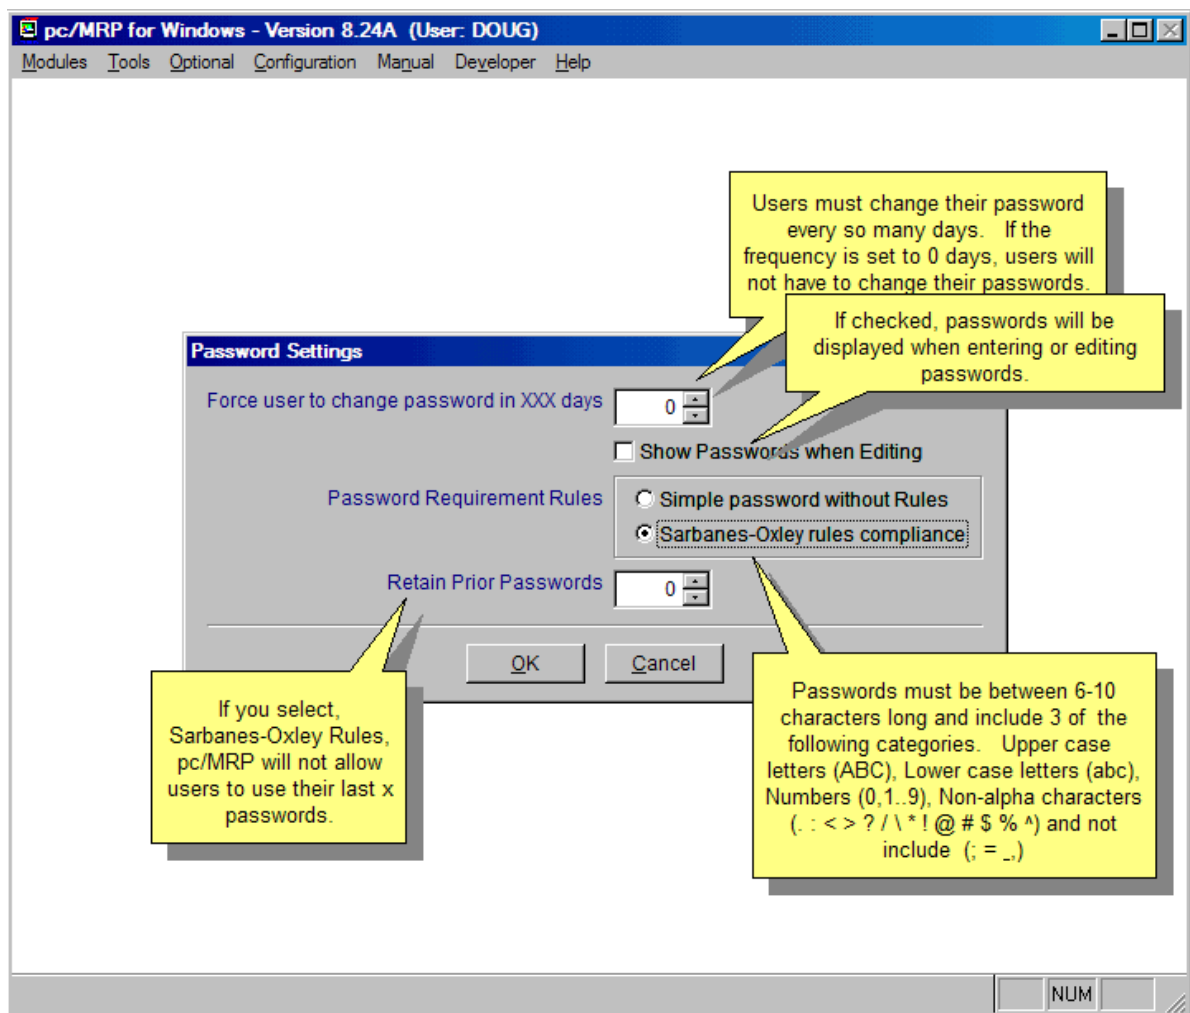 pc/MRP for Windows - Version 8.24A (User: DOUG)
Modules Tools Optional Configuration Manual Developer Help
Users must change their password
every so many days. If the
frequency is set to 0 days, users will
not have to change their passwords.
If checked, passwords will be
displayed when entering or editing
passwords.
Password Settings
Force user to change password in XXX days 0
Show Passwords when Editing
Password Requirement Rules
Simple password without Rules
Sarbanes-Oxley rules compliance
Retain Prior Passwords 0
OK Cancel
If you select,
Sarbanes-Oxley Rules,
pc/MRP will not allow
users to use their last x
passwords.
Passwords must be between 6-10
characters long and include 3 of the
following categories. Upper case
letters (ABC), Lower case letters (abc),
Numbers (0,1..9), Non-alpha characters
(. : < > ? / \ * ! @ # $ % ^) and not
include (; = _,)
NUM